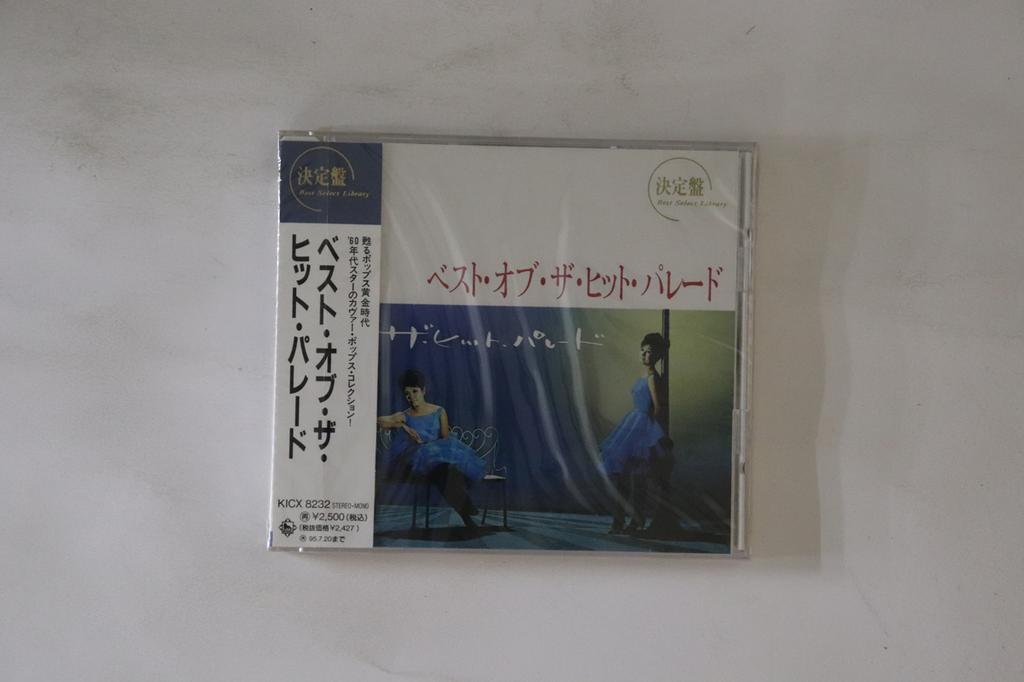 決定盤
Best Select Library
甦るポップス黄金時代
'60年代スターのカヴァー・ポップス・コレクション!
ベスト・オブ・ザ・
ヒット・パレード
KICX 8232 STEREO-MONO
再 ¥2,500(税込)
(税抜価格¥2,427)
95.7.20まで
決定盤
Best Select Library
ベスト・オブ・ザ・ヒット・パレード
ザ・ヒット・パレード